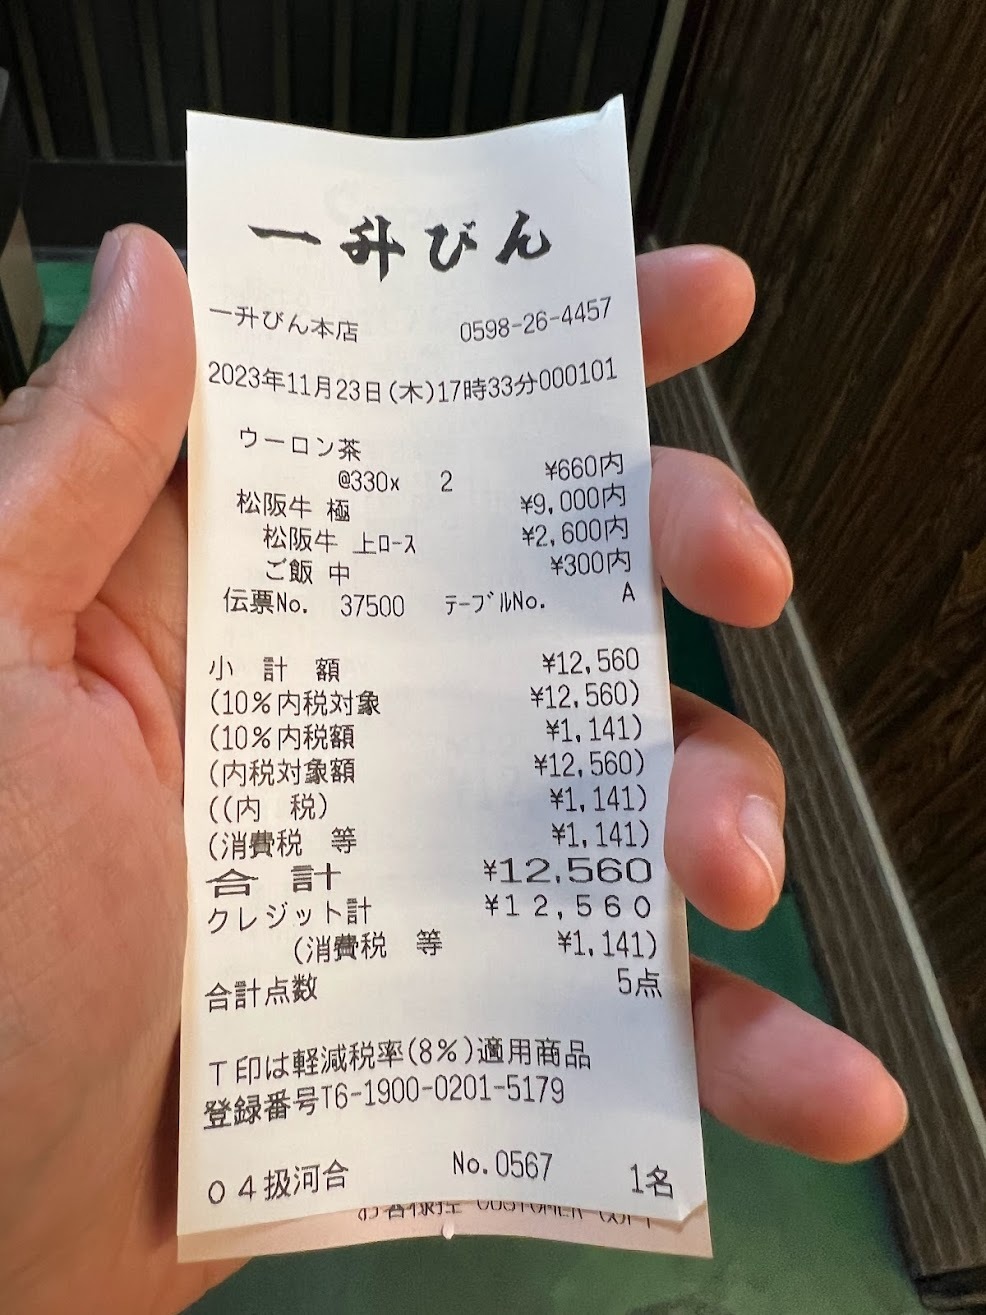 一升びん
一升びん本店 0598-26-4457
2023年11月23日(木)17時33分000101
ウーロン茶
@330x 2 ¥660内
松阪牛 極 ¥9,000内
松阪牛 上ﾛｰｽ ¥2,600内
ご飯 中 ¥300内
伝票No. 37500 ﾃｰﾌﾞﾙNo. A
小 計 額 ¥12,560
(10%内税対象 ¥12,560)
(10%内税額 ¥1,141)
(内税対象額 ¥12,560)
((内 税) ¥1,141)
(消費税 等 ¥1,141)
合 計 ¥12,560
クレジット計 ¥12,560
(消費税 等 ¥1,141)
合計点数 5点
T印は軽減税率(8%)適用商品
登録番号T6-1900-0201-5179
04扱河合 No.0567 1名
お客様控 CUSTOMER COPY